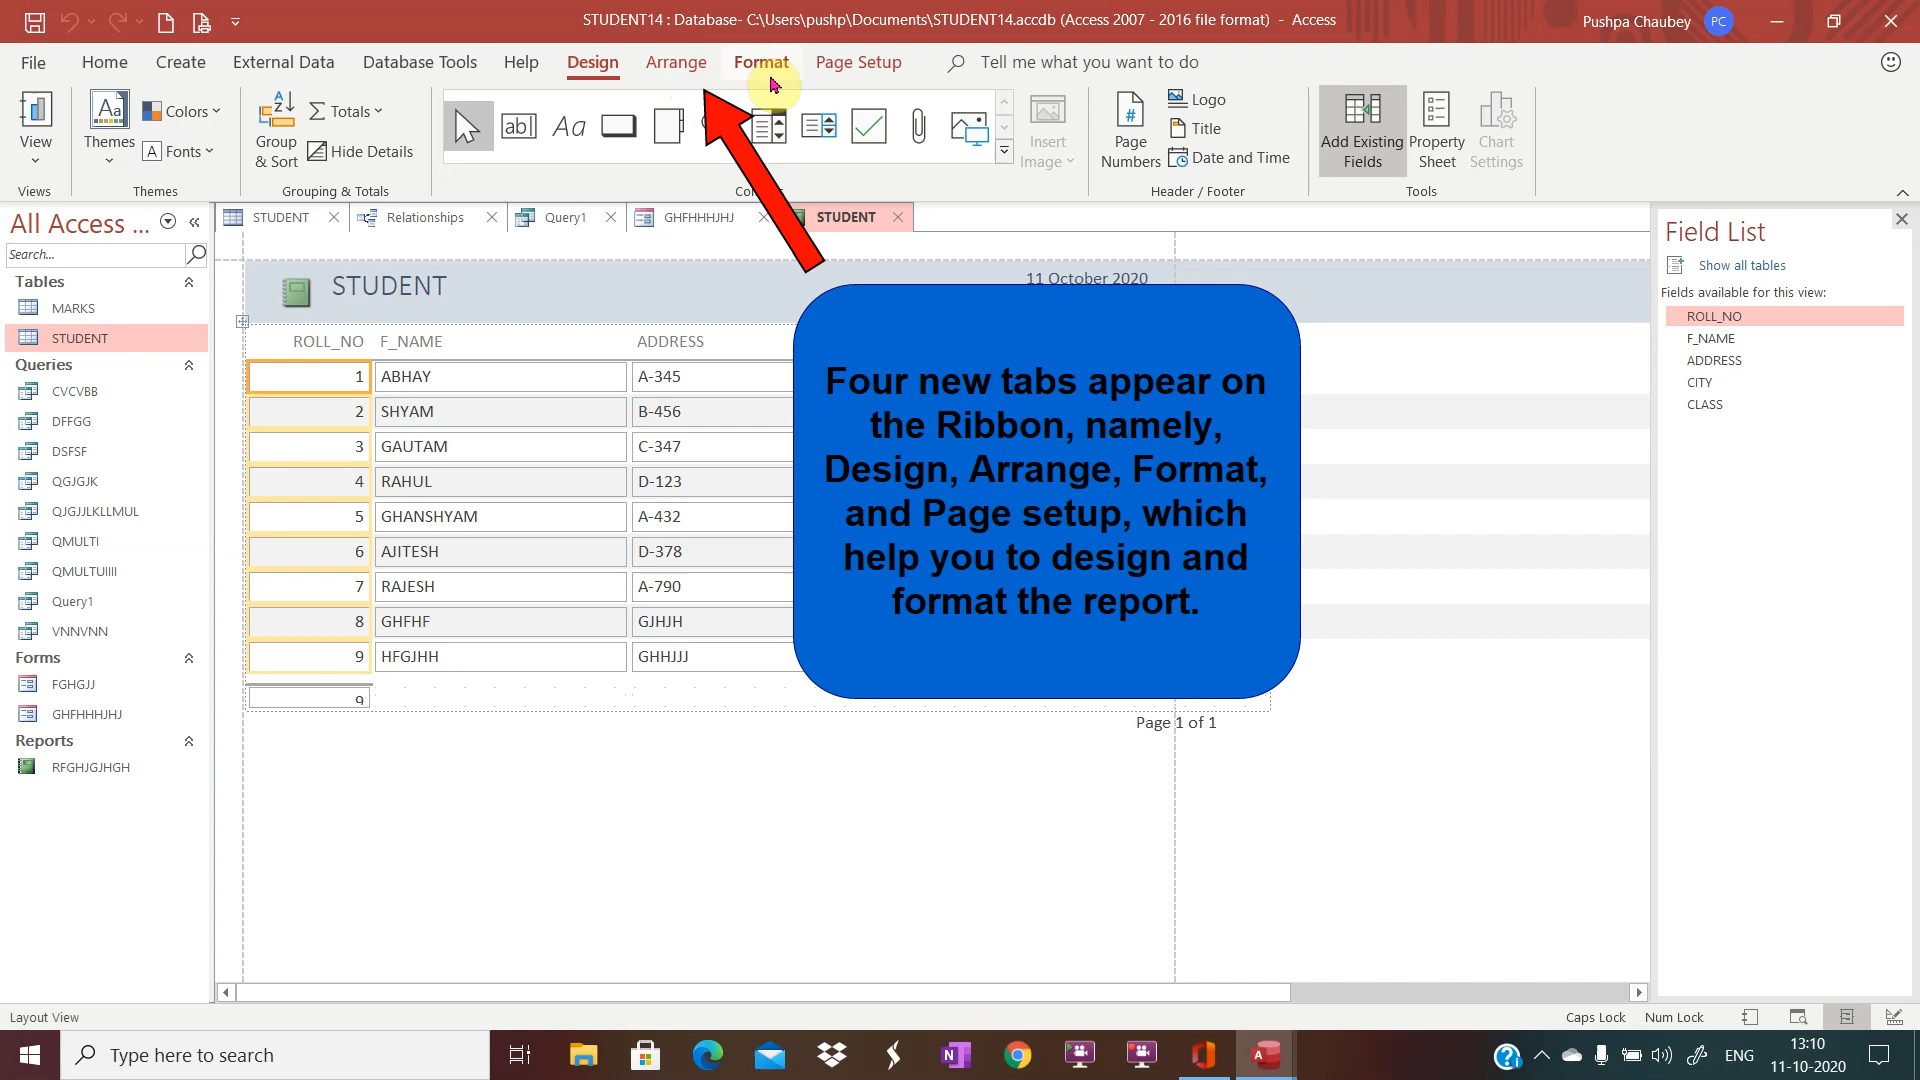 STUDENT14 : Database- C:\Users\pushp\Documents\STUDENT14.accdb (Access 2007 - 2016 file format) - Access
Pushpa Chaubey
PC
File
Home
Create
External Data
Database Tools
Help
Design
Arrange
Format
Page Setup
Tell me what you want to do
View
Views
Aa
Themes
Colors
A
Fonts
Themes
A
Z
Group
& Sort
Totals
Hide Details
Grouping & Totals
ab
Aa
Insert
Image
#
Page
Numbers
Logo
Title
Date and Time
Header / Footer
Add Existing
Fields
Property
Sheet
Chart
Settings
Tools
All Access ...
Search...
Tables
MARKS
STUDENT
Queries
CVCVBB
DFFGG
DSFSF
QGJGJK
QJGJJLKLLMUL
QMULTI
QMULTUIIII
Query1
VNNVNN
Forms
FGHGJJ
GHFHHHJHJ
Reports
RFGHJGJHGH
STUDENT
Relationships
Query1
GHFHHHJHJ
STUDENT
STUDENT
11 October 2020
ROLL_NO F_NAME ADDRESS
1 ABHAY A-345
2 SHYAM B-456
3 GAUTAM C-347
4 RAHUL D-123
5 GHANSHYAM A-432
6 AJITESH D-378
7 RAJESH A-790
8 GHFHF GJHJH
9 HFGJHH GHHJJJ
9
Page 1 of 1
Four new tabs appear on
the Ribbon, namely,
Design, Arrange, Format,
and Page setup, which
help you to design and
format the report.
Field List
Show all tables
Fields available for this view:
ROLL_NO
F_NAME
ADDRESS
CITY
CLASS
Layout View
Caps Lock
Num Lock
Type here to search
N
A
ENG
13:10
11-10-2020